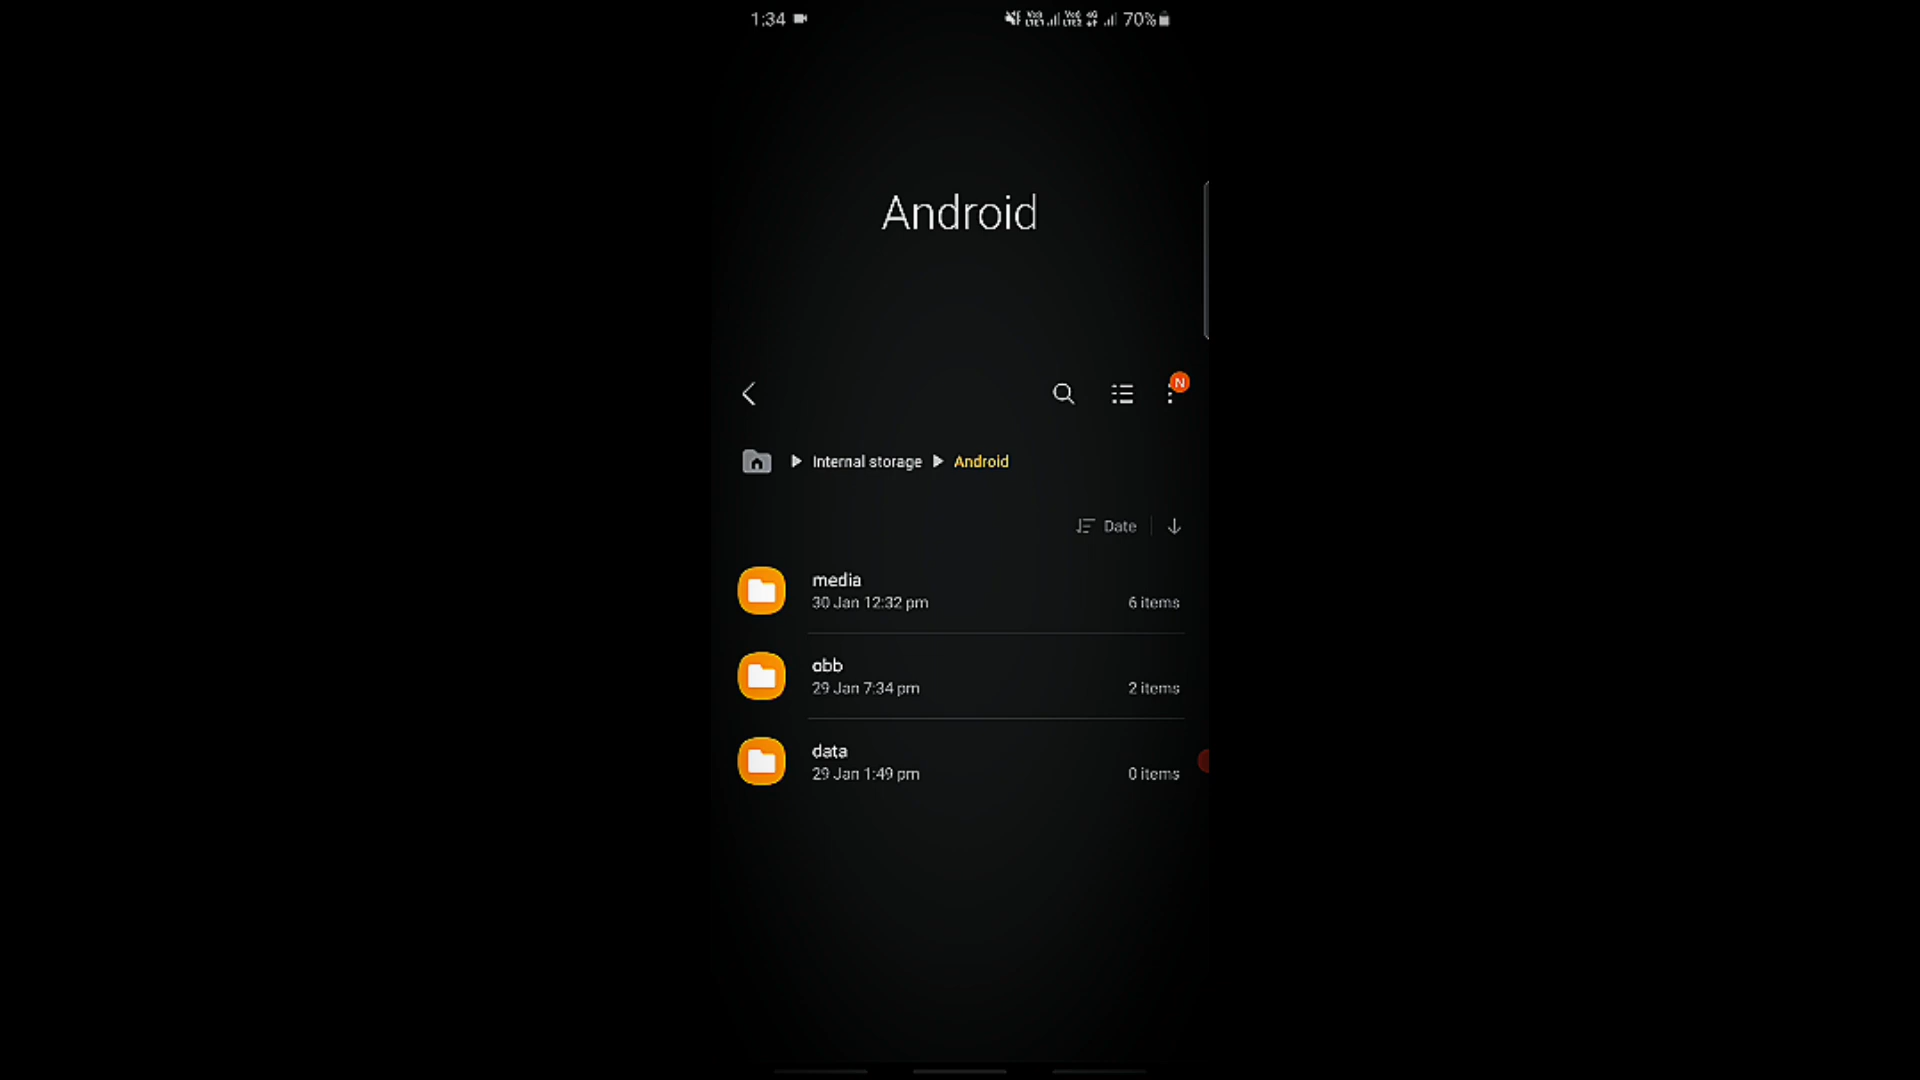 1:34
70%
Android
N
Internal storage
Android
Date
media
30 Jan 12:32 pm
6 items
obb
29 Jan 7:34 pm
2 items
data
29 Jan 1:49 pm
0 items